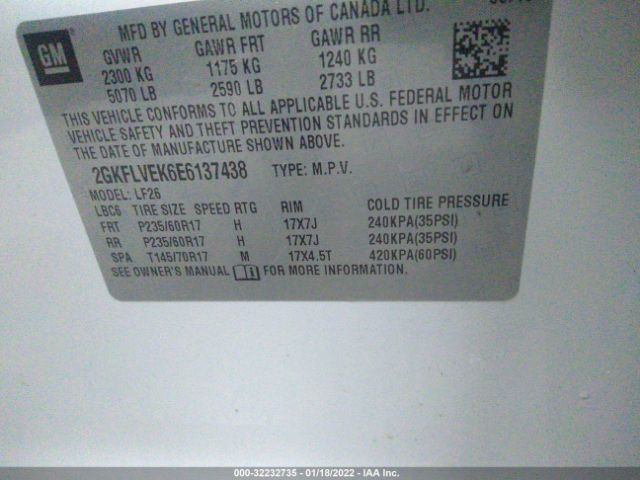 MFD BY GENERAL MOTORS OF CANADA LTD.
GM
GVWR GAWR FRT GAWR RR
2300 KG 1175 KG 1240 KG
5070 LB 2590 LB 2733 LB
THIS VEHICLE CONFORMS TO ALL APPLICABLE U.S. FEDERAL MOTOR
VEHICLE SAFETY AND THEFT PREVENTION STANDARDS IN EFFECT ON
THE DATE OF MANUFACTURE SHOWN ABOVE.
2GKFLVEK6E6137438 TYPE: M.P.V.
MODEL: LF26
LBC6 TIRE SIZE SPEED RTG RIM COLD TIRE PRESSURE
FRT P235/60R17 H 17X7J 240KPA(35PSI)
RR P235/60R17 H 17X7J 240KPA(35PSI)
SPA T145/70R17 M 17X4.5T 420KPA(60PSI)
SEE OWNER'S MANUAL FOR MORE INFORMATION.
000-32232735 - 01/18/2022 - IAA Inc.